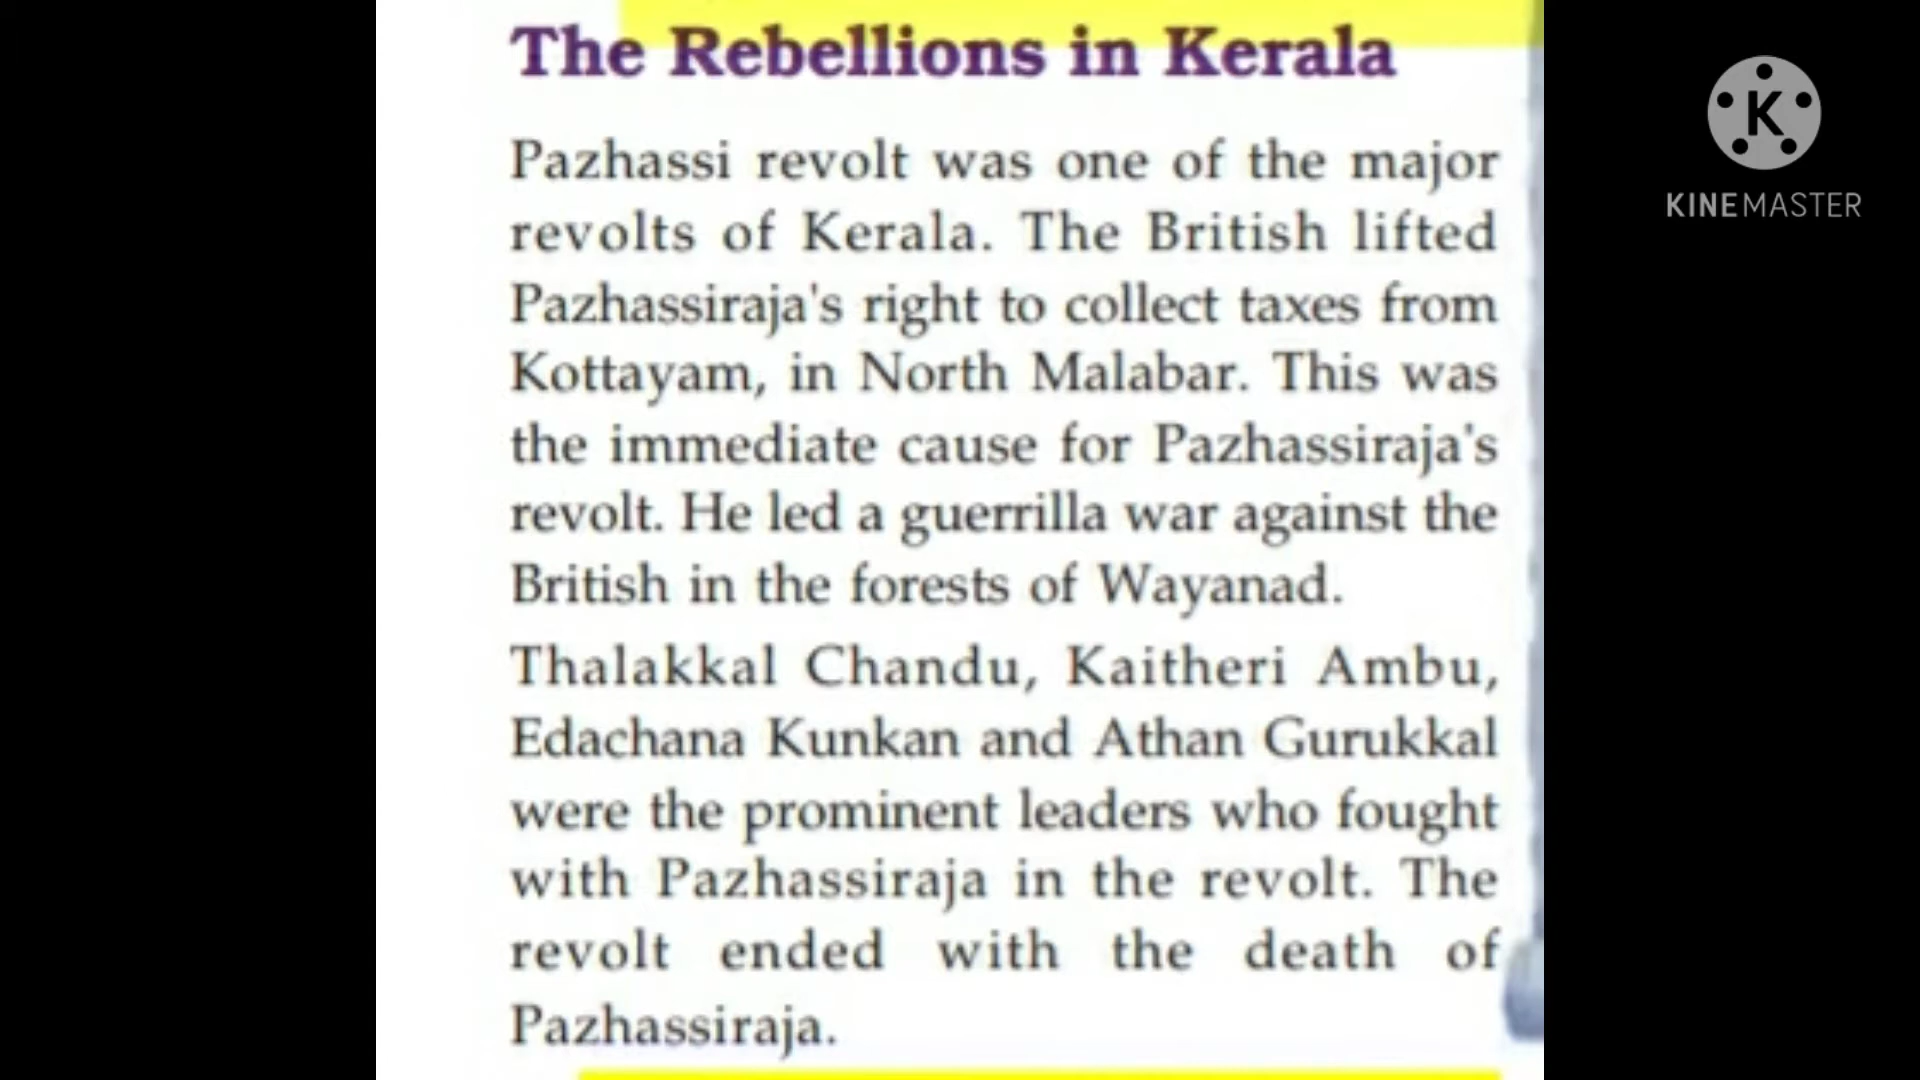 The Rebellions in Kerala
Pazhassi revolt was one of the major
revolts of Kerala. The British lifted
Pazhassiraja's right to collect taxes from
Kottayam, in North Malabar. This was
the immediate cause for Pazhassiraja's
revolt. He led a guerrilla war against the
British in the forests of Wayanad.
Thalakkal Chandu, Kaitheri Ambu,
Edachana Kunkan and Athan Gurukkal
were the prominent leaders who fought
with Pazhassiraja in the revolt. The
revolt ended with the death of
Pazhassiraja.
K
KINEMASTER